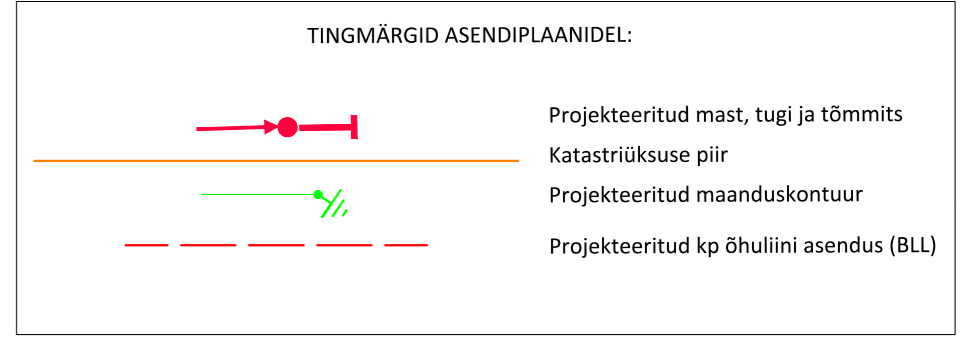 TINGMÄRGID ASENDIPLAANIDEL:
Projekteeritud mast, tugi ja tõmmits
Katastriüksuse piir
Projekteeritud maanduskontuur
Projekteeritud kp õhuliini asendus (BLL)